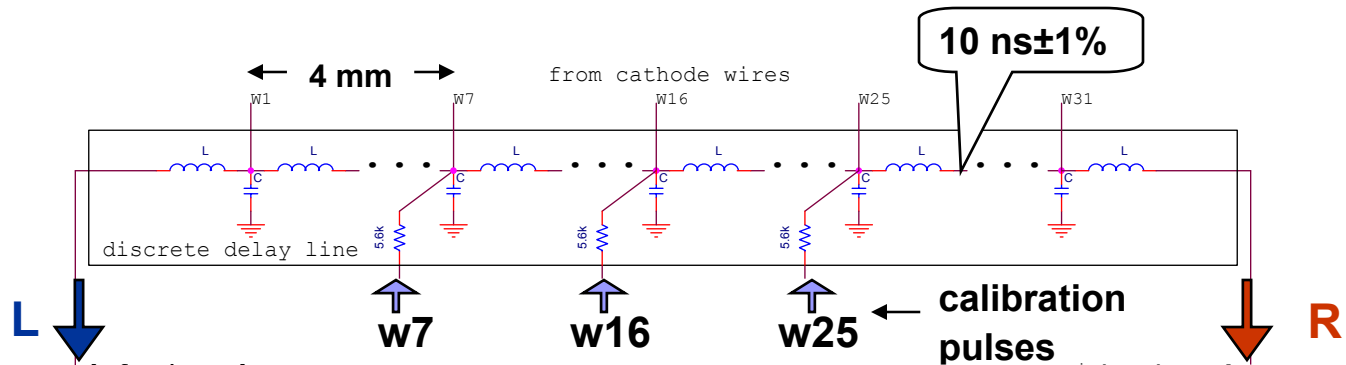 10 ns±1%
4 mm
from cathode wires
W1
W7
W16
W25
W31
L
L
L
L
L
L
C
C
C
C
C
5.6k
5.6k
5.6k
discrete delay line
L
w7
w16
w25
calibration
pulses
R